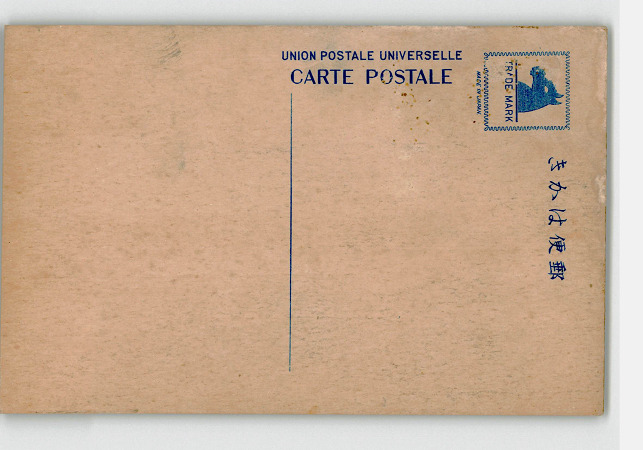 UNION POSTALE UNIVERSELLE
CARTE POSTALE
TRADE MARK
MADE IN JAPAN
きかは便郵